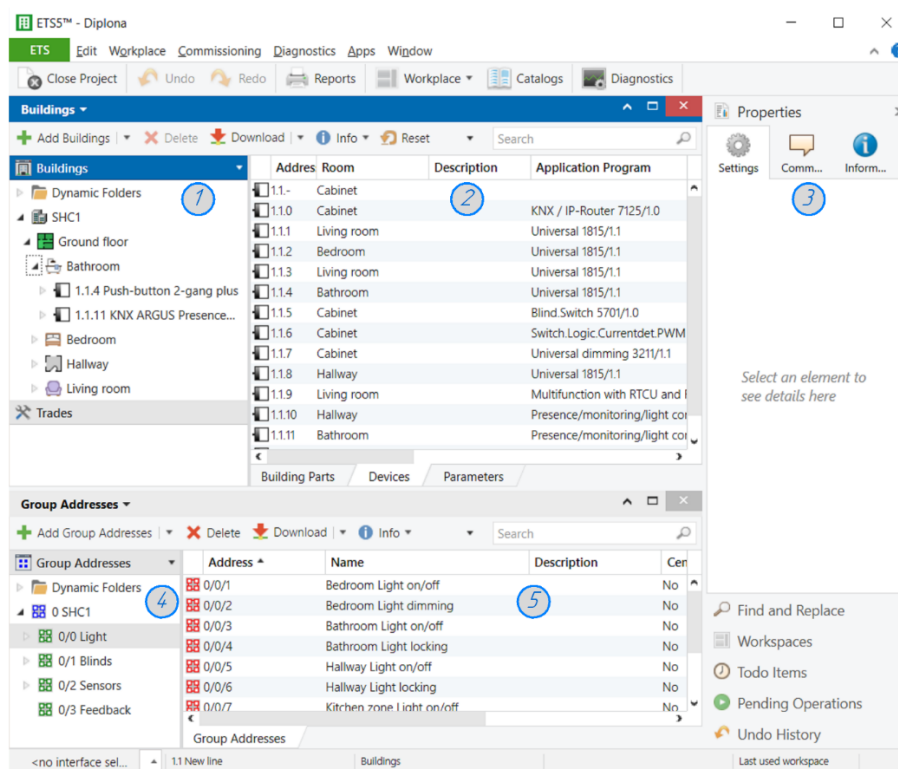 ETS5™ - Diplona
ETS Edit Workplace Commissioning Diagnostics Apps Window
Close Project Undo Redo Reports Workplace Catalogs Diagnostics
Buildings
Add Buildings Delete Download Info Reset Search
Buildings
Dynamic Folders
SHC1
Ground floor
Bathroom
1.1.4 Push-button 2-gang plus
1.1.11 KNX ARGUS Presence...
Bedroom
Hallway
Living room
Trades
1
Addres Room Description Application Program
1.1.- Cabinet
1.1.0 Cabinet KNX / IP-Router 7125/1.0
1.1.1 Living room Universal 1815/1.1
1.1.2 Bedroom Universal 1815/1.1
1.1.3 Living room Universal 1815/1.1
1.1.4 Bathroom Universal 1815/1.1
1.1.5 Cabinet Blind.Switch 5701/1.0
1.1.6 Cabinet Switch.Logic.Currentdet.PWM
1.1.7 Cabinet Universal dimming 3211/1.1
1.1.8 Hallway Universal 1815/1.1
1.1.9 Living room Multifunction with RTCU and
1.1.10 Hallway Presence/monitoring/light co
1.1.11 Bathroom Presence/monitoring/light co
2
Building Parts Devices Parameters
Properties
Settings Comm... Inform...
3
Select an element to
see details here
Group Addresses
Add Group Addresses Delete Download Info Search
Group Addresses
Dynamic Folders
0 SHC1
0/0 Light
0/1 Blinds
0/2 Sensors
0/3 Feedback
4
Address Name Description Cen
0/0/1 Bedroom Light on/off No
0/0/2 Bedroom Light dimming No
0/0/3 Bathroom Light on/off No
0/0/4 Bathroom Light locking No
0/0/5 Hallway Light on/off No
0/0/6 Hallway Light locking No
0/0/7 Kitchen zone Light on/off No
5
Group Addresses
Find and Replace
Workspaces
Todo Items
Pending Operations
Undo History
<no interface sel... 1.1 New line Buildings Last used workspace